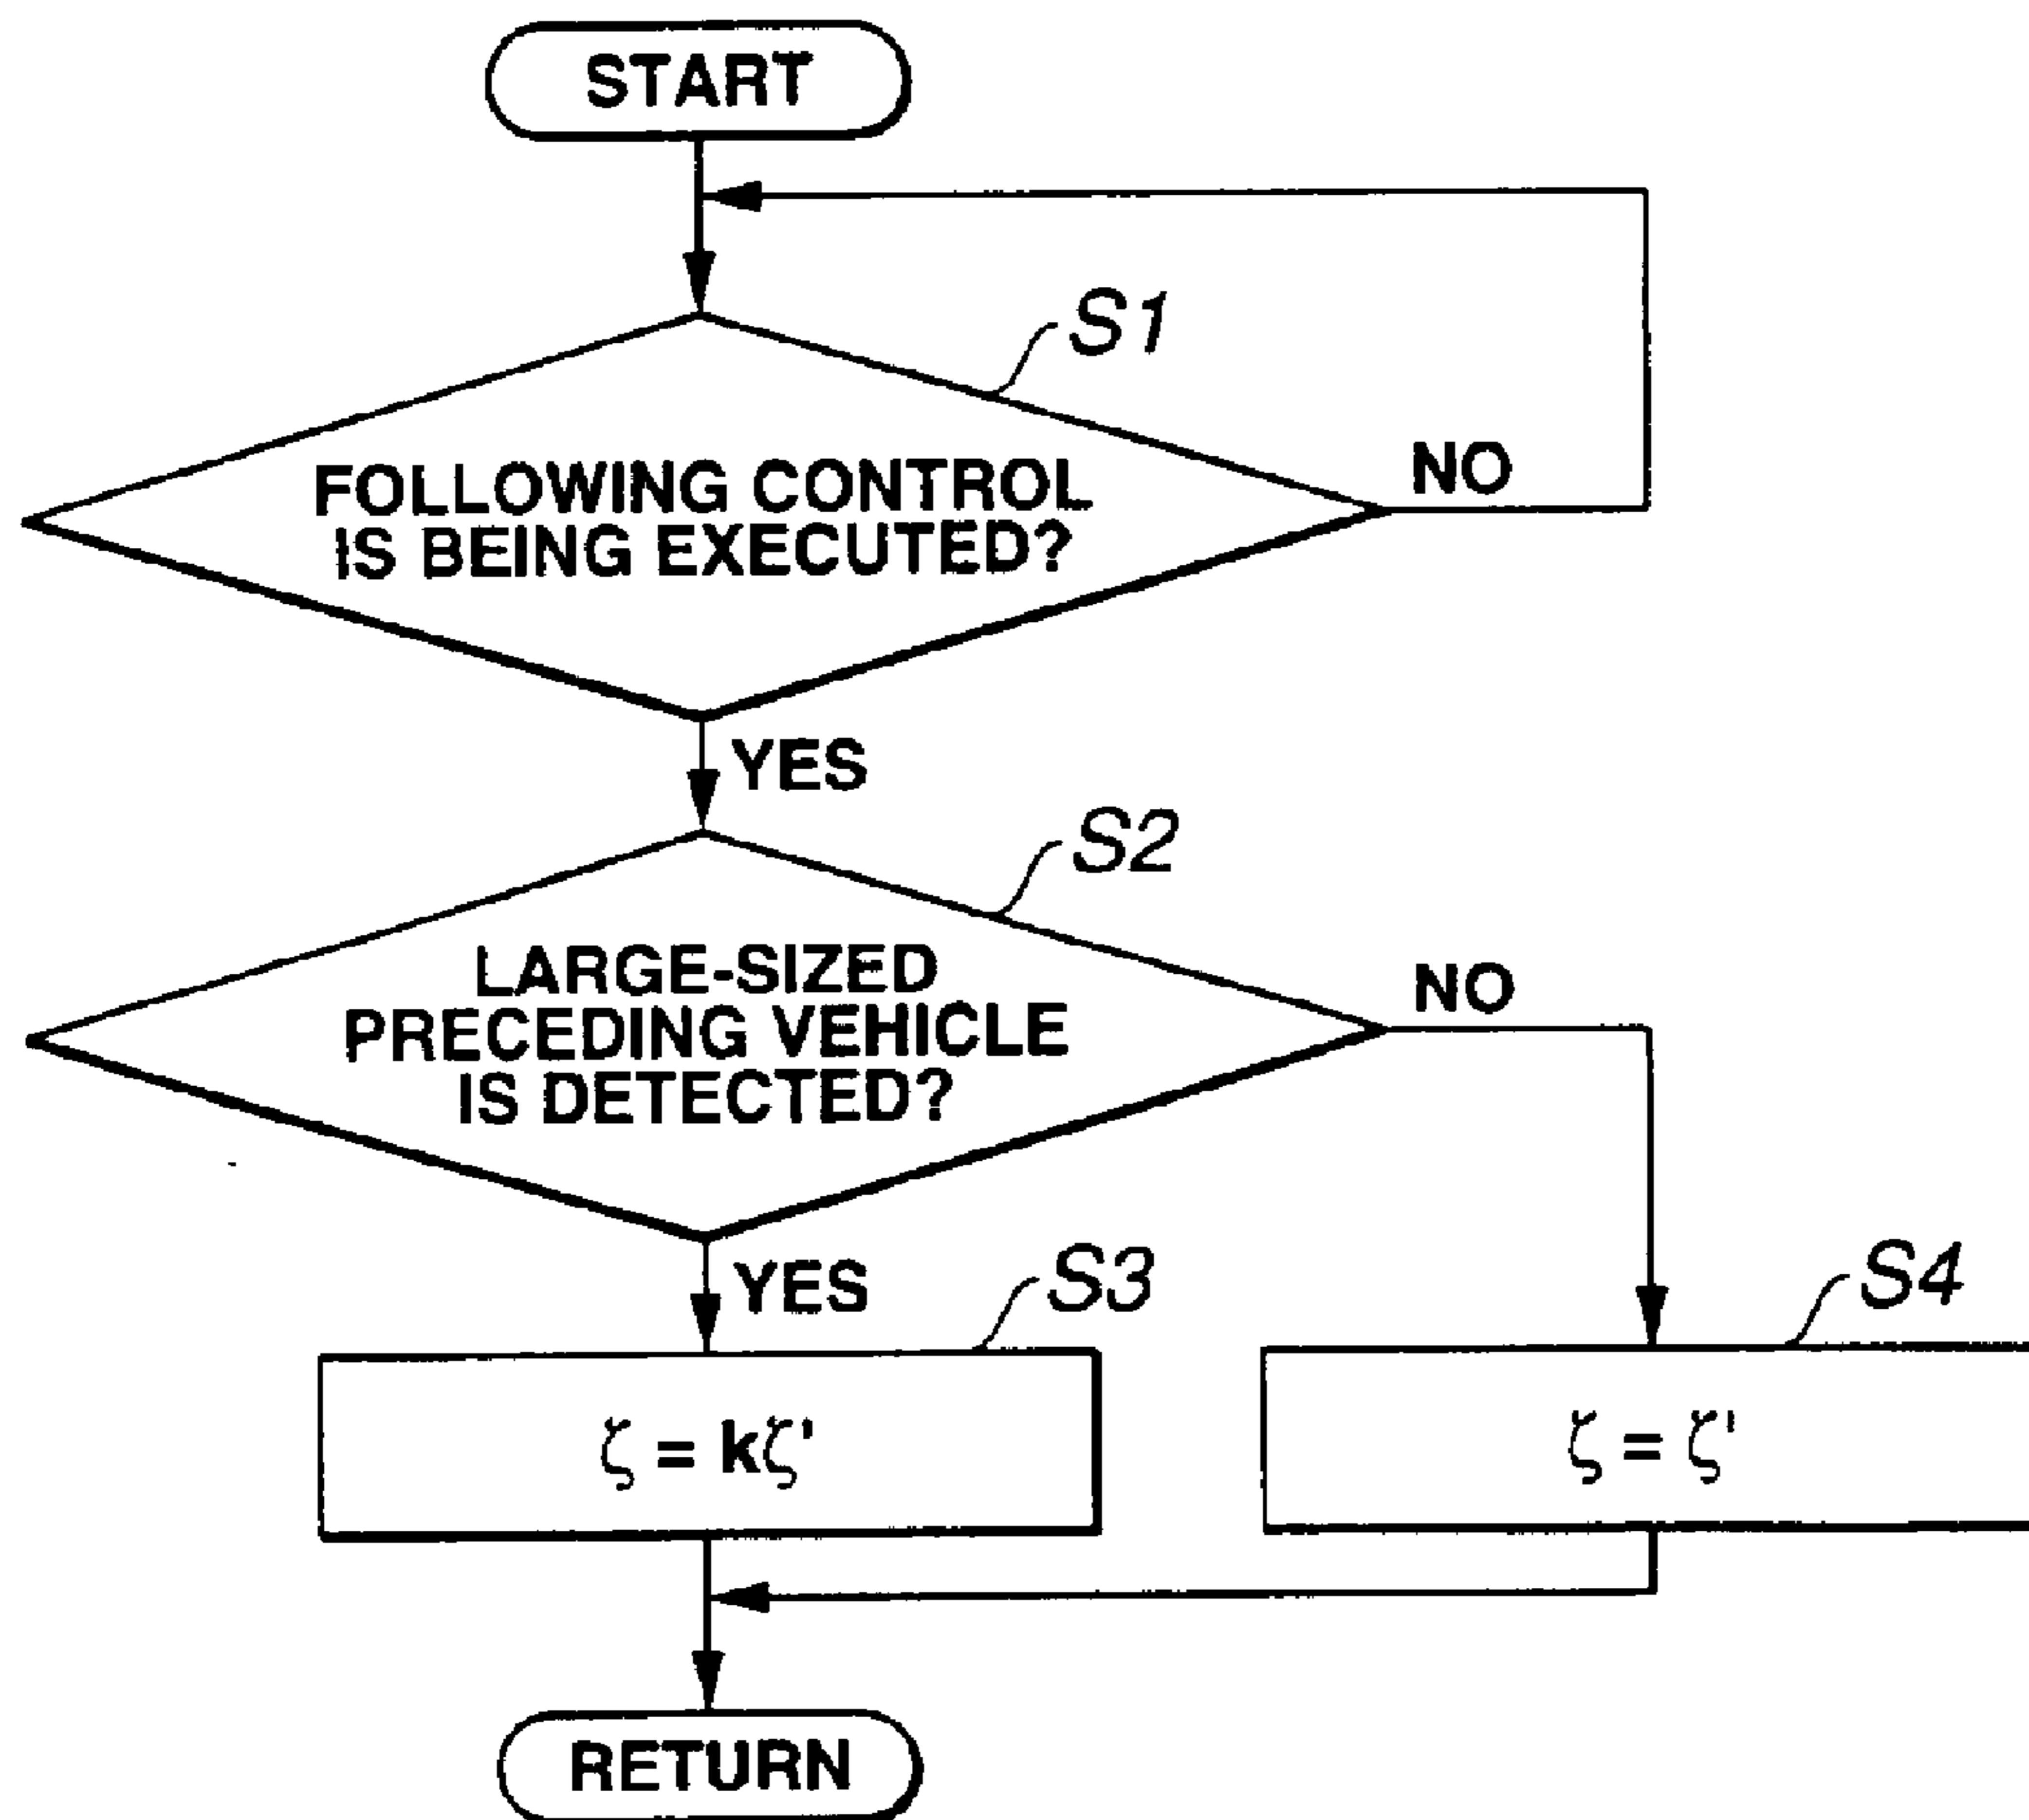 START
S1
FOLLOWING CONTROL
IS BEING EXECUTED?
NO
YES
S2
LARGE-SIZED
PRECEDING VEHICLE
IS DETECTED?
NO
YES
S3
S4
ζ = kζ'
ζ = ζ'
RETURN